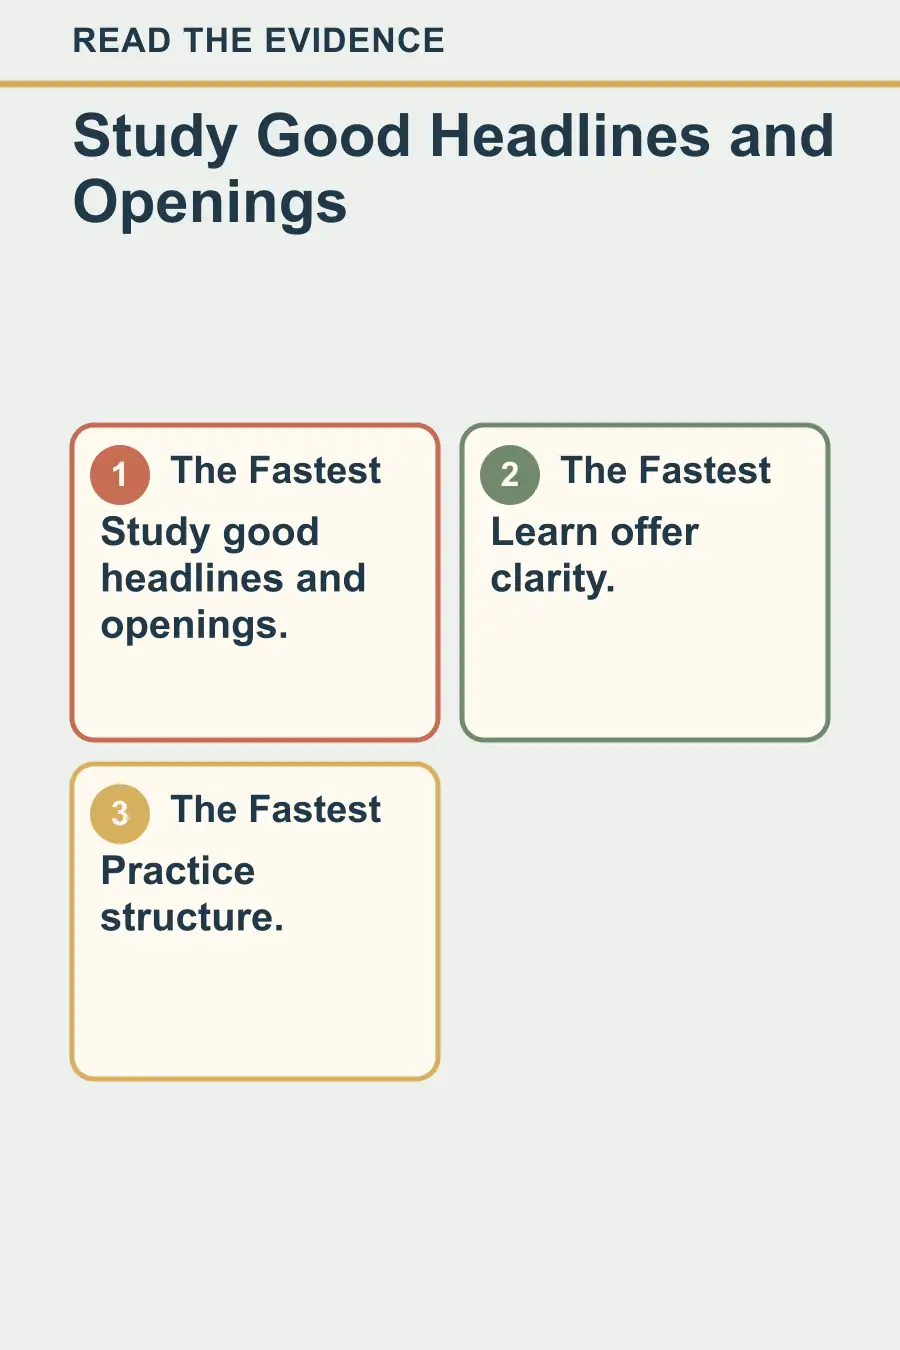 READ THE EVIDENCE
Study Good Headlines and
Openings
1 The Fastest
Study good
headlines and
openings.
2 The Fastest
Learn offer
clarity.
3 The Fastest
Practice
structure.